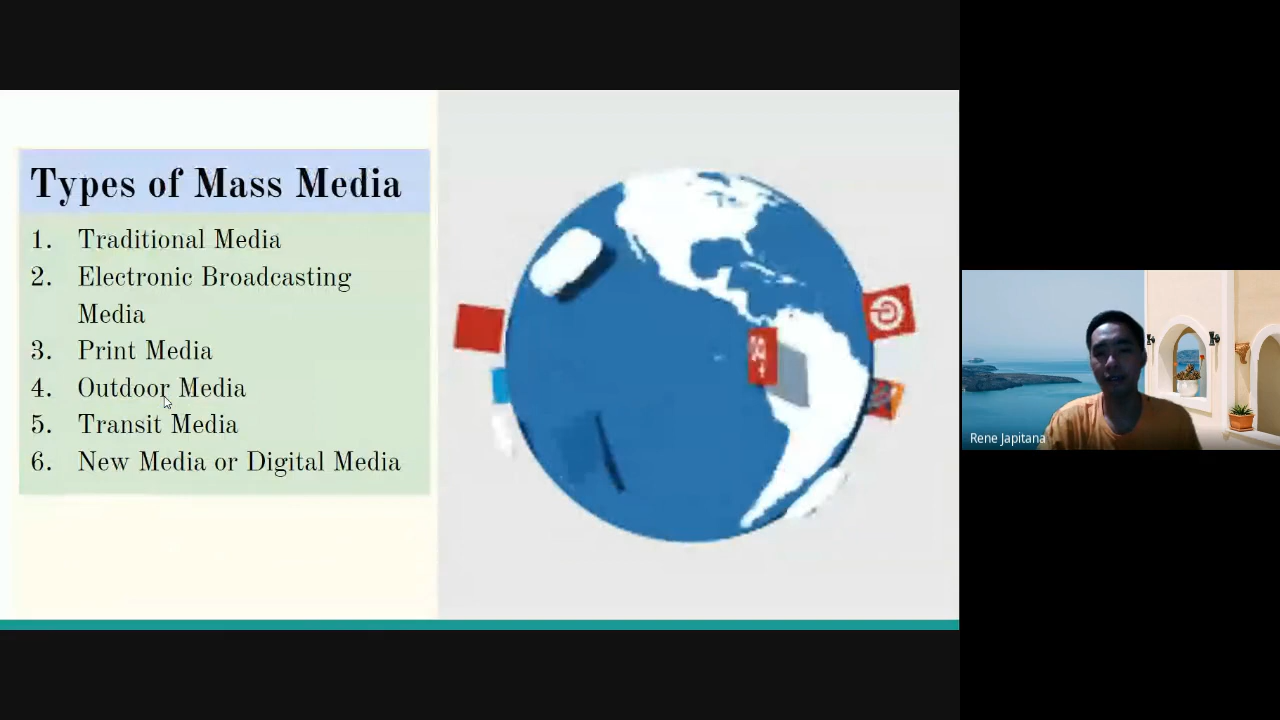 Types of Mass Media
1. Traditional Media
2. Electronic Broadcasting
Media
3. Print Media
4. Outdoor Media
5. Transit Media
6. New Media or Digital Media
Rene Japitana